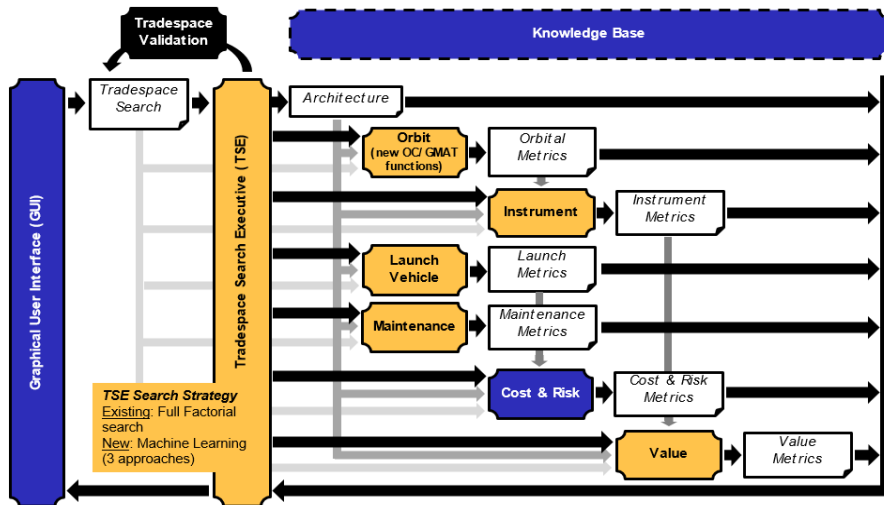 Tradespace
Validation
Knowledge Base
Graphical User Interface (GUI)
Tradespace
Search
Tradespace Search Executive (TSE)
Architecture
Orbit
(new OC/ GMAT
functions)
Orbital
Metrics
Instrument
Instrument
Metrics
Launch
Vehicle
Launch
Metrics
Maintenance
Maintenance
Metrics
Cost & Risk
Cost & Risk
Metrics
TSE Search Strategy
Existing: Full Factorial
search
New: Machine Learning
(3 approaches)
Value
Value
Metrics